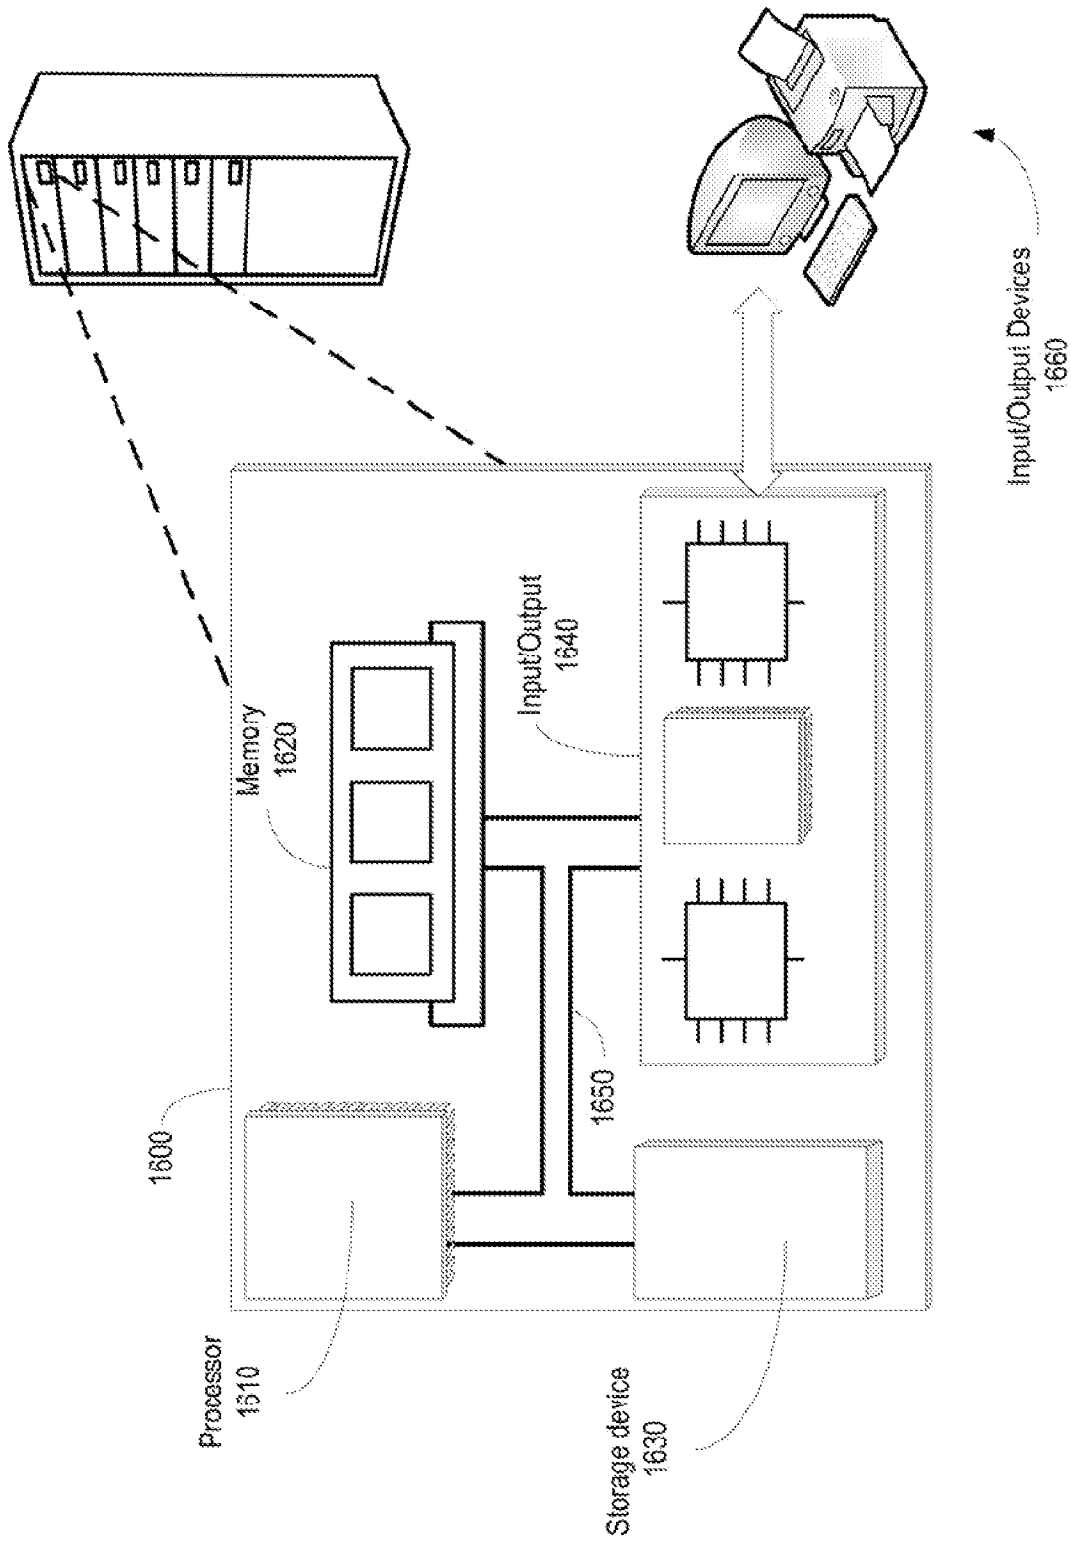 1600
Processor
1610
Memory
1620
Input/Output
1640
1650
Storage device
1630
Input/Output Devices
1660